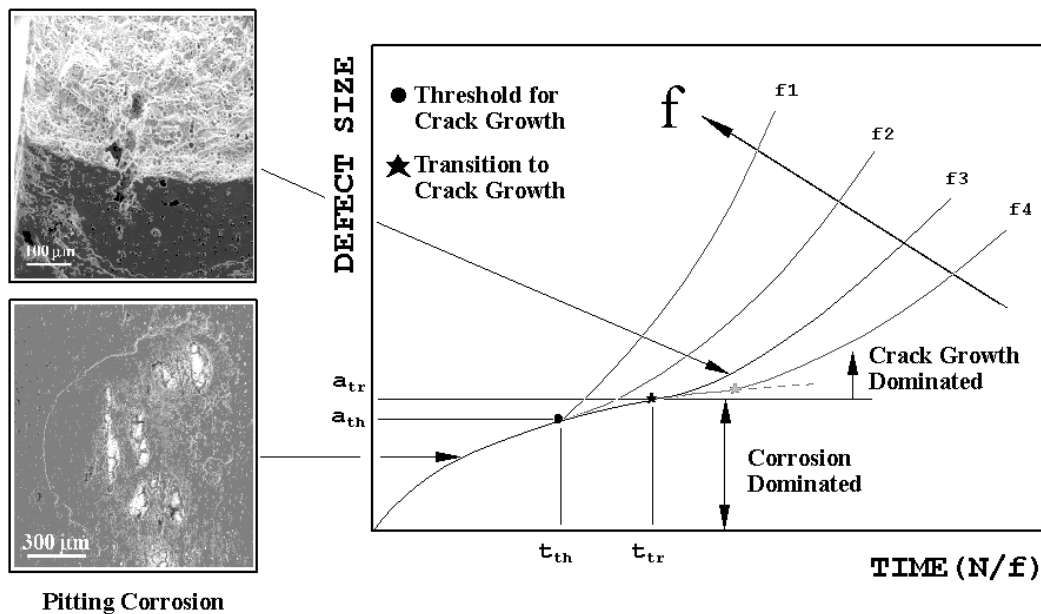 100 μm
300 μm
Pitting Corrosion
DEFECT SIZE
Threshold for
Crack Growth
Transition to
Crack Growth
f
f1
f2
f3
f4
a_tr
a_th
Crack Growth
Dominated
Corrosion
Dominated
t_th
t_tr
TIME (N/f)